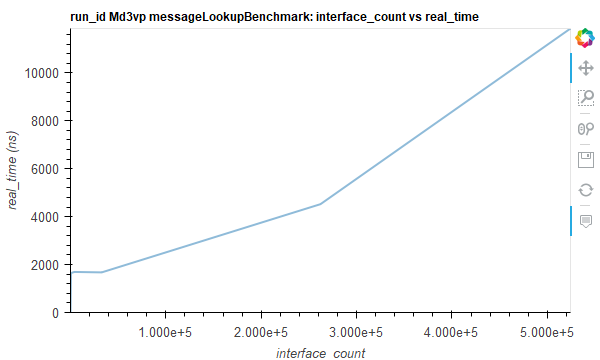 run_id Md3vp messageLookupBenchmark: interface_count vs real_time
real_time (ns)
10000
8000
6000
4000
2000
0
1.000e+5 2.000e+5 3.000e+5 4.000e+5 5.000e+5
interface_count